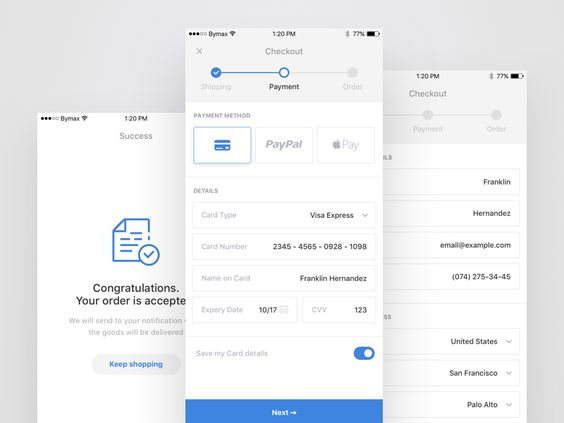 Bymax 1:20 PM
Success
Congratulations.
Your order is accepte
We will send to your notification
the goods will be delivered
Keep shopping
Bymax 1:20 PM 77%
Checkout
Shipping Payment Order
PAYMENT METHOD
PayPal Pay
DETAILS
Card Type Visa Express
Card Number 2345 - 4565 - 0928 - 1098
Name on Card Franklin Hernandez
Expery Date 10/17 CVV 123
Save my Card details
Next →
1:20 PM 77%
Checkout
Payment Order
ILS
Franklin
Hernandez
email@example.com
(074) 275-34-45
ESS
United States
San Francisco
Palo Alto